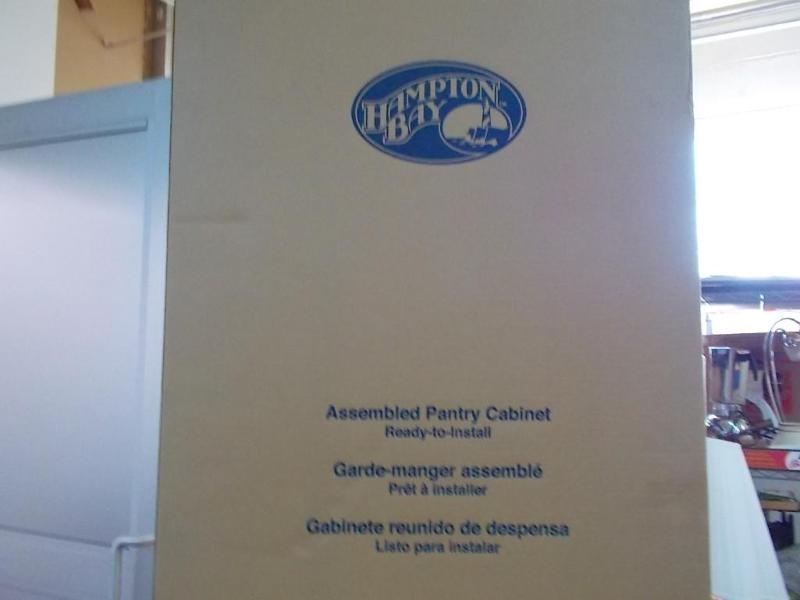 HAMPTON
BAY
Assembled Pantry Cabinet
Ready-to-Install
Garde-manger assemblé
Prêt à installer
Gabinete reunido de despensa
Listo para instalar